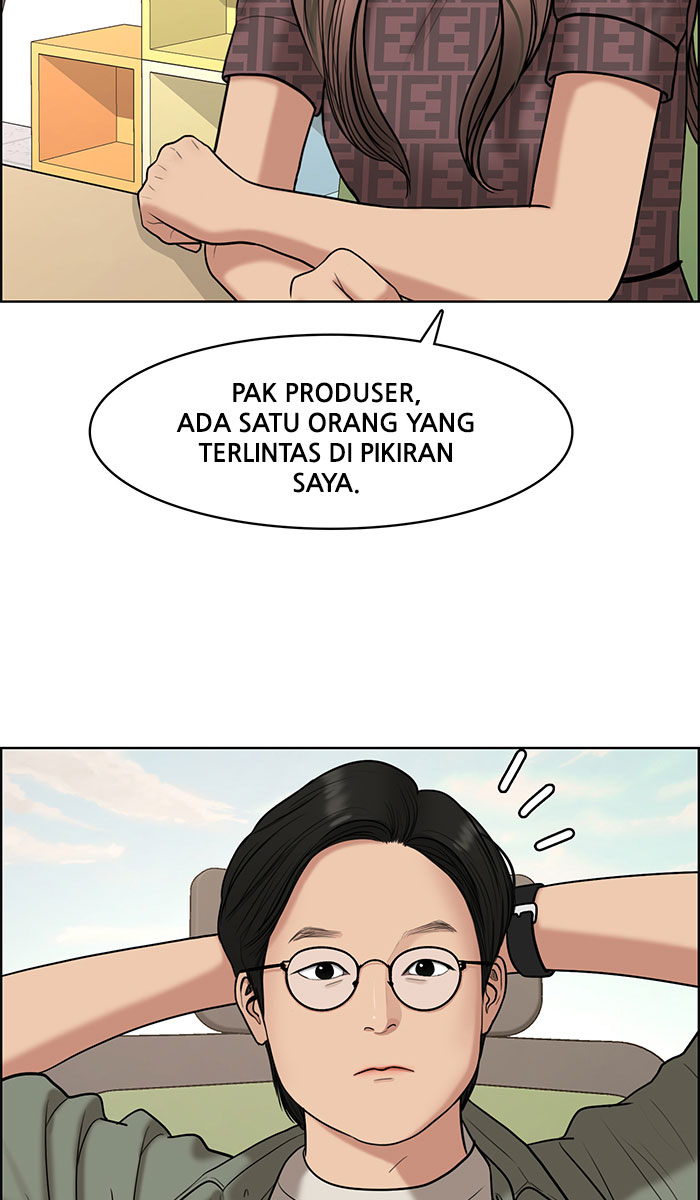 PAK PRODUSER,
ADA SATU ORANG YANG
TERLINTAS DI PIKIRAN
SAYA.